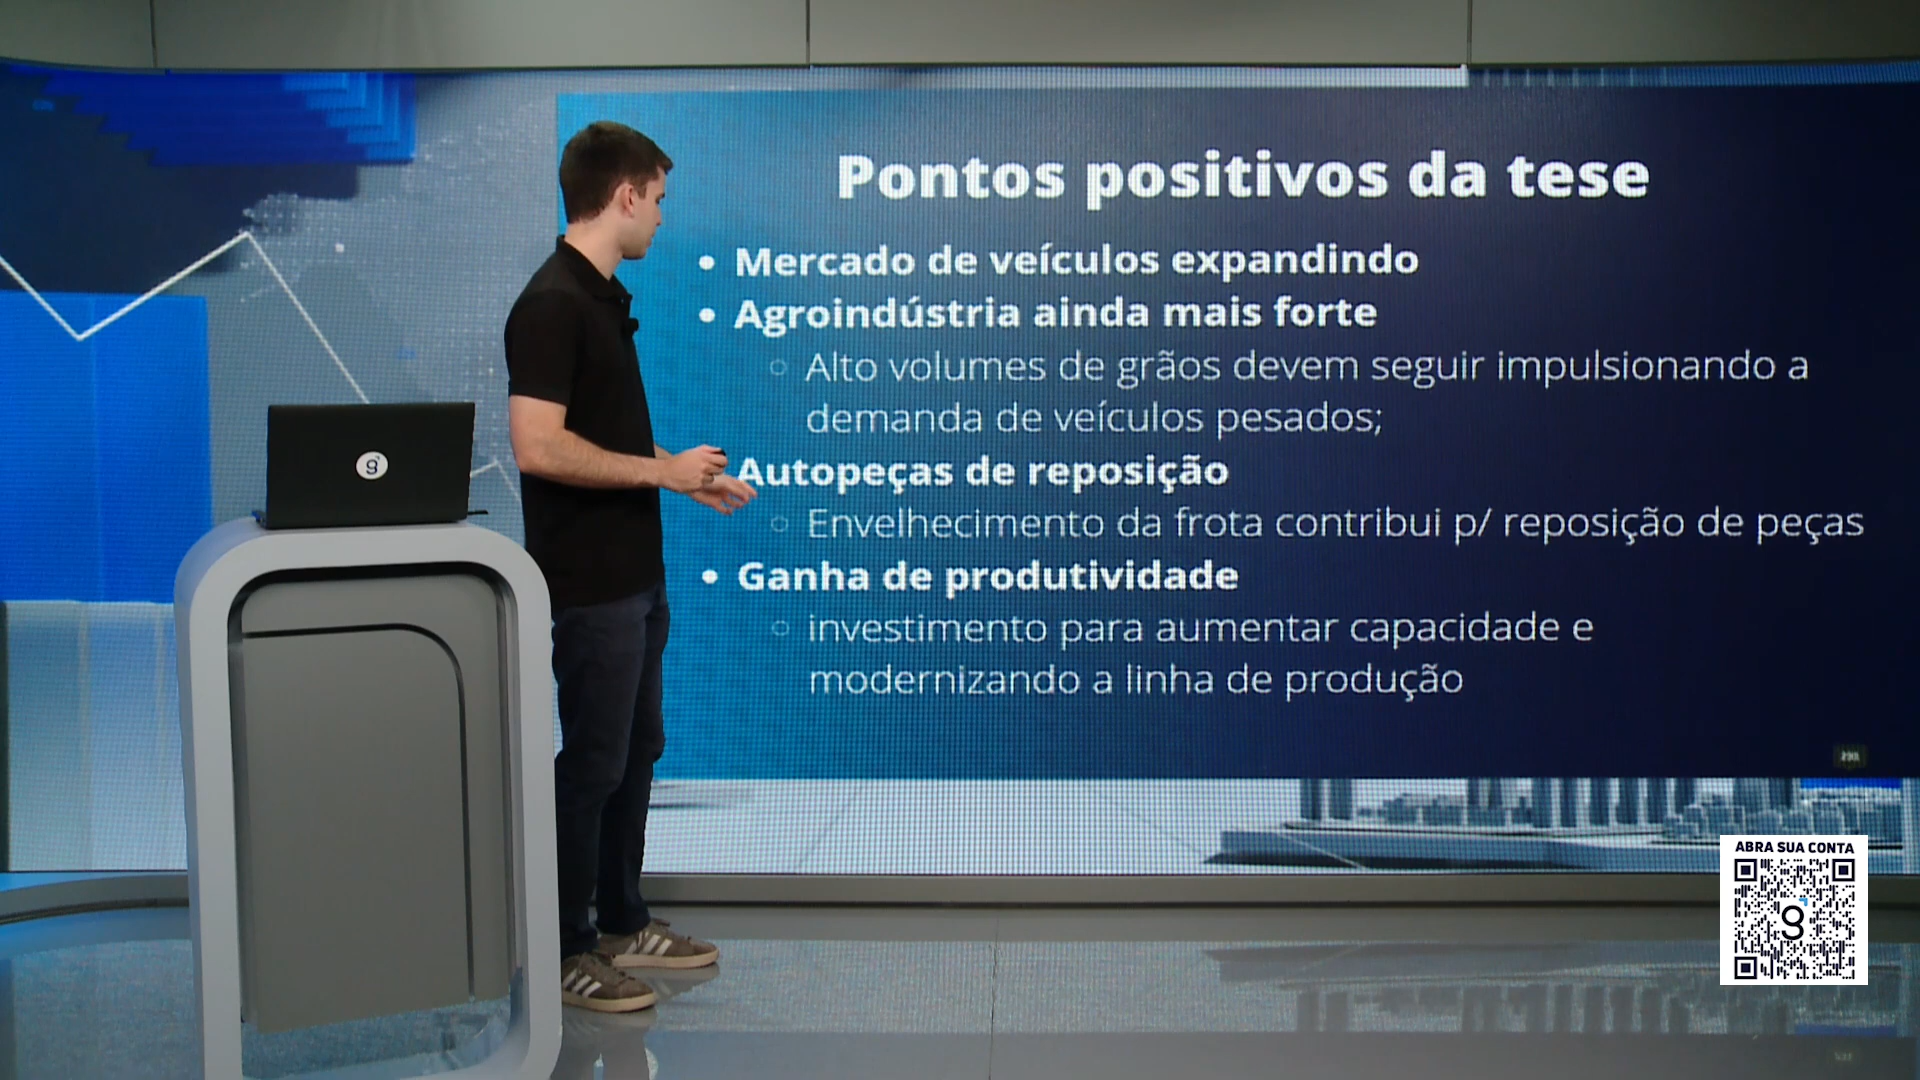 Pontos positivos da tese
• Mercado de veículos expandindo
• Agroindústria ainda mais forte
○ Alto volumes de grãos devem seguir impulsionando a
demanda de veículos pesados;
Autopeças de reposição
○ Envelhecimento da frota contribui p/ reposição de peças
• Ganha de produtividade
○ investimento para aumentar capacidade e
modernizando a linha de produção
ABRA SUA CONTA